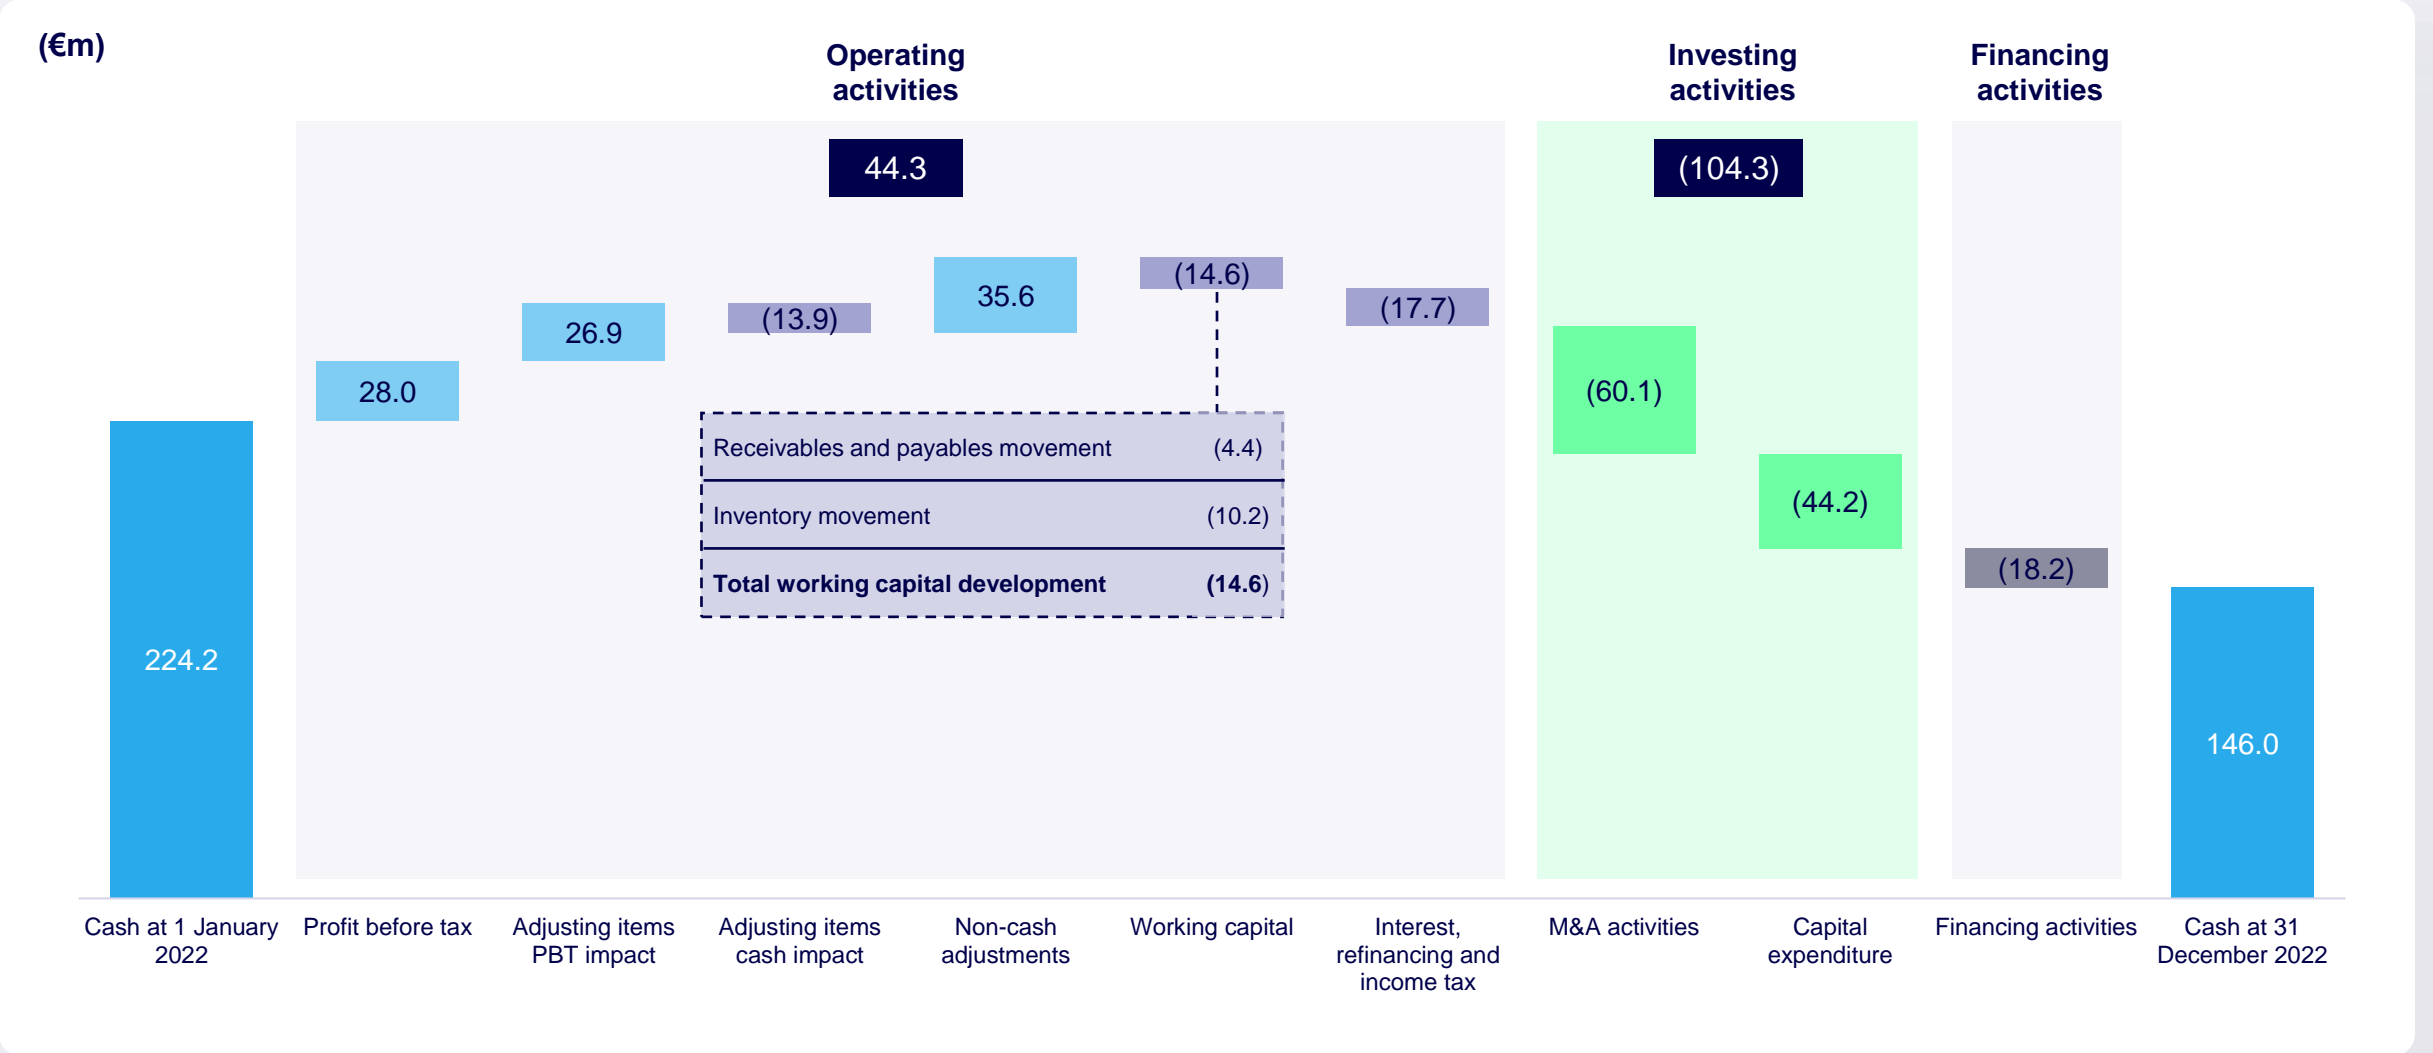 (€m)
Operating
activities
Investing
activities
Financing
activities
44.3
(104.3)
28.0
26.9
(13.9)
35.6
(14.6)
(17.7)
(60.1)
(44.2)
(18.2)
224.2
146.0
Receivables and payables movement (4.4)
Inventory movement (10.2)
Total working capital development (14.6)
Cash at 1 January
2022
Profit before tax
Adjusting items
PBT impact
Adjusting items
cash impact
Non-cash
adjustments
Working capital
Interest,
refinancing and
income tax
M&A activities
Capital
expenditure
Financing activities
Cash at 31
December 2022